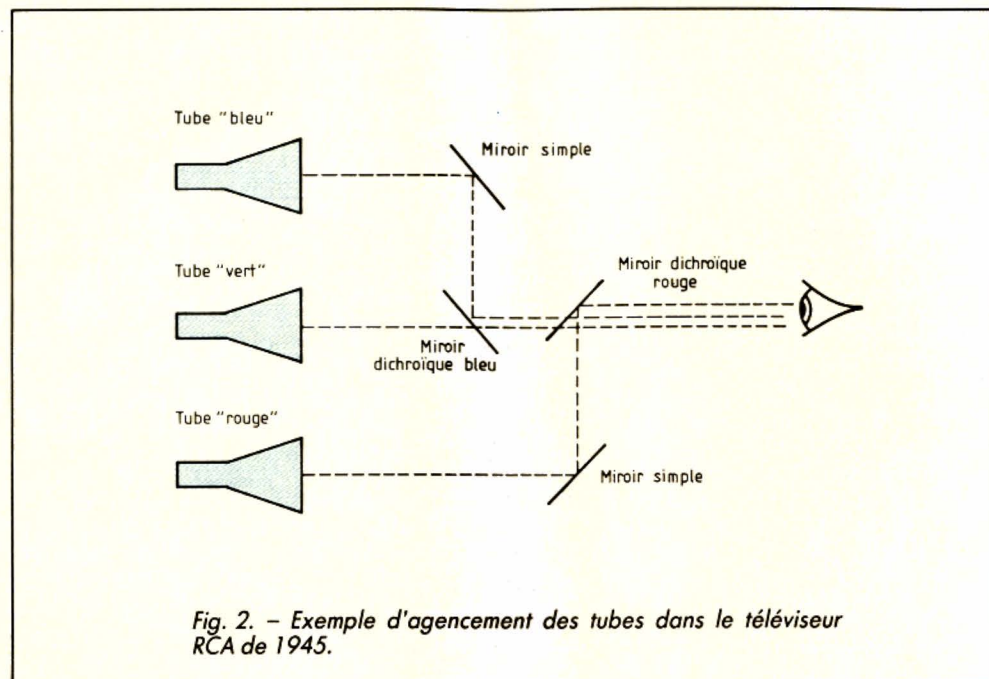 Tube "bleu"
Miroir simple
Tube "vert"
Miroir dichroïque
rouge
Miroir
dichroïque bleu
Tube "rouge"
Miroir simple
Fig. 2. – Exemple d'agencement des tubes dans le téléviseur
RCA de 1945.